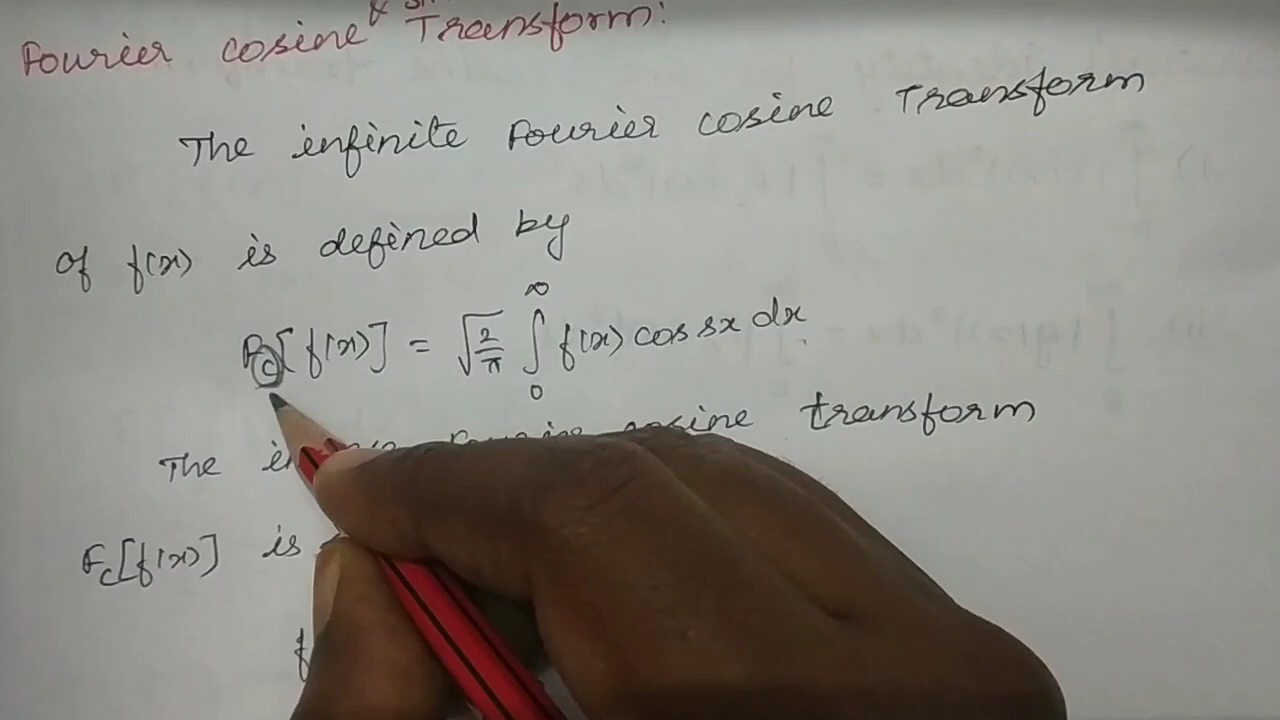 Fourier cosine & Transform:
The infinite Fourier cosine Transform
of f(x) is defined by
Fc[f(x)] = √2/π ∫0^∞ f(x) cos sx dx
The cosine transform
Fc[f(x)] is
f